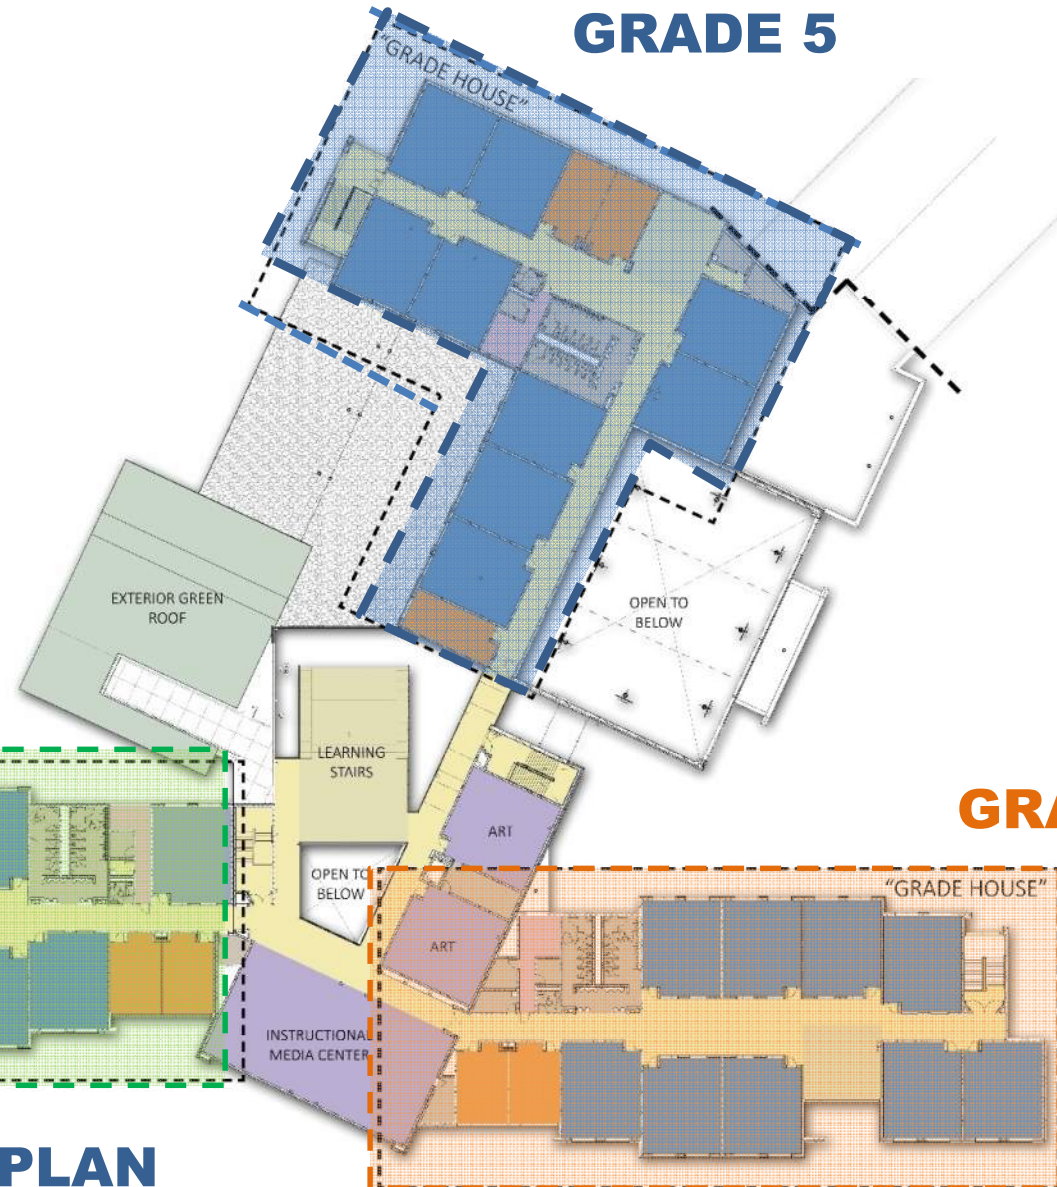 GRADE 5
"GRADE HOUSE"
EXTERIOR GREEN
ROOF
OPEN TO
BELOW
LEARNING
STAIRS
ART
GRA
OPEN TO
BELOW
"GRADE HOUSE"
ART
INSTRUCTIONAL
MEDIA CENTER
PLAN